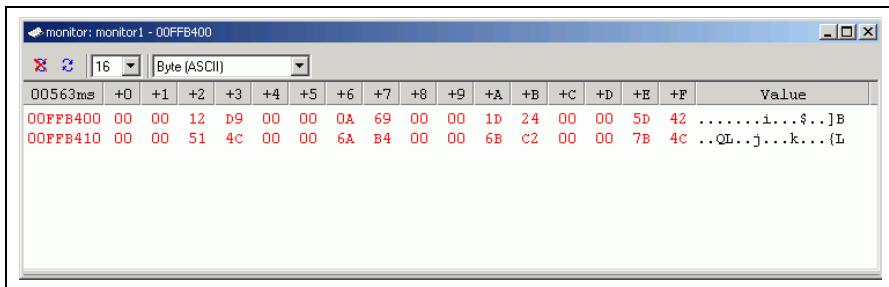 monitor: monitor1 - 00FFB400
16 Byte (ASCII)
00563ms +0 +1 +2 +3 +4 +5 +6 +7 +8 +9 +A +B +C +D +E +F Value
00FFB400 00 00 12 D9 00 00 0A 69 00 00 1D 24 00 00 5D 42 .......i...$..]B
00FFB410 00 00 51 4C 00 00 6A B4 00 00 6B C2 00 00 7B 4C ..QL..j...k...{L